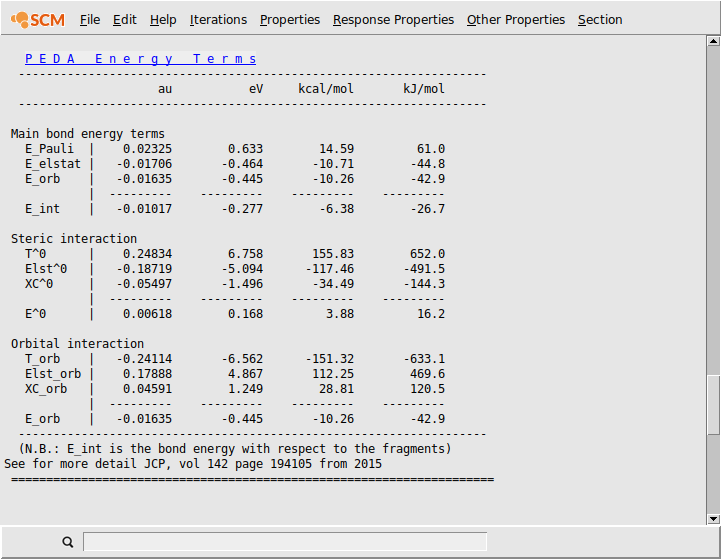 SCM File Edit Help Iterations Properties Response Properties Other Properties Section
P E D A   E n e r g y   T e r m s
--------------------------------------------------------------------
                     au           eV     kcal/mol       kJ/mol
--------------------------------------------------------------------
Main bond energy terms
  E_Pauli  |    0.02325        0.633        14.59         61.0
  E_elstat |   -0.01706       -0.464       -10.71        -44.8
  E_orb    |   -0.01635       -0.445       -10.26        -42.9
           |  ---------    ---------    ---------    ---------
  E_int    |   -0.01017       -0.277        -6.38        -26.7
Steric interaction
  T^0      |    0.24834        6.758       155.83        652.0
  Elst^0   |   -0.18719       -5.094      -117.46       -491.5
  XC^0     |   -0.05497       -1.496       -34.49       -144.3
           |  ---------    ---------    ---------    ---------
  E^0      |    0.00618        0.168         3.88         16.2
Orbital interaction
  T_orb    |   -0.24114       -6.562      -151.32       -633.1
  Elst_orb |    0.17888        4.867       112.25        469.6
  XC_orb   |    0.04591        1.249        28.81        120.5
           |  ---------    ---------    ---------    ---------
  E_orb    |   -0.01635       -0.445       -10.26        -42.9
--------------------------------------------------------------------
(N.B.: E_int is the bond energy with respect to the fragments)
See for more detail JCP, vol 142 page 194105 from 2015
=====================================================================